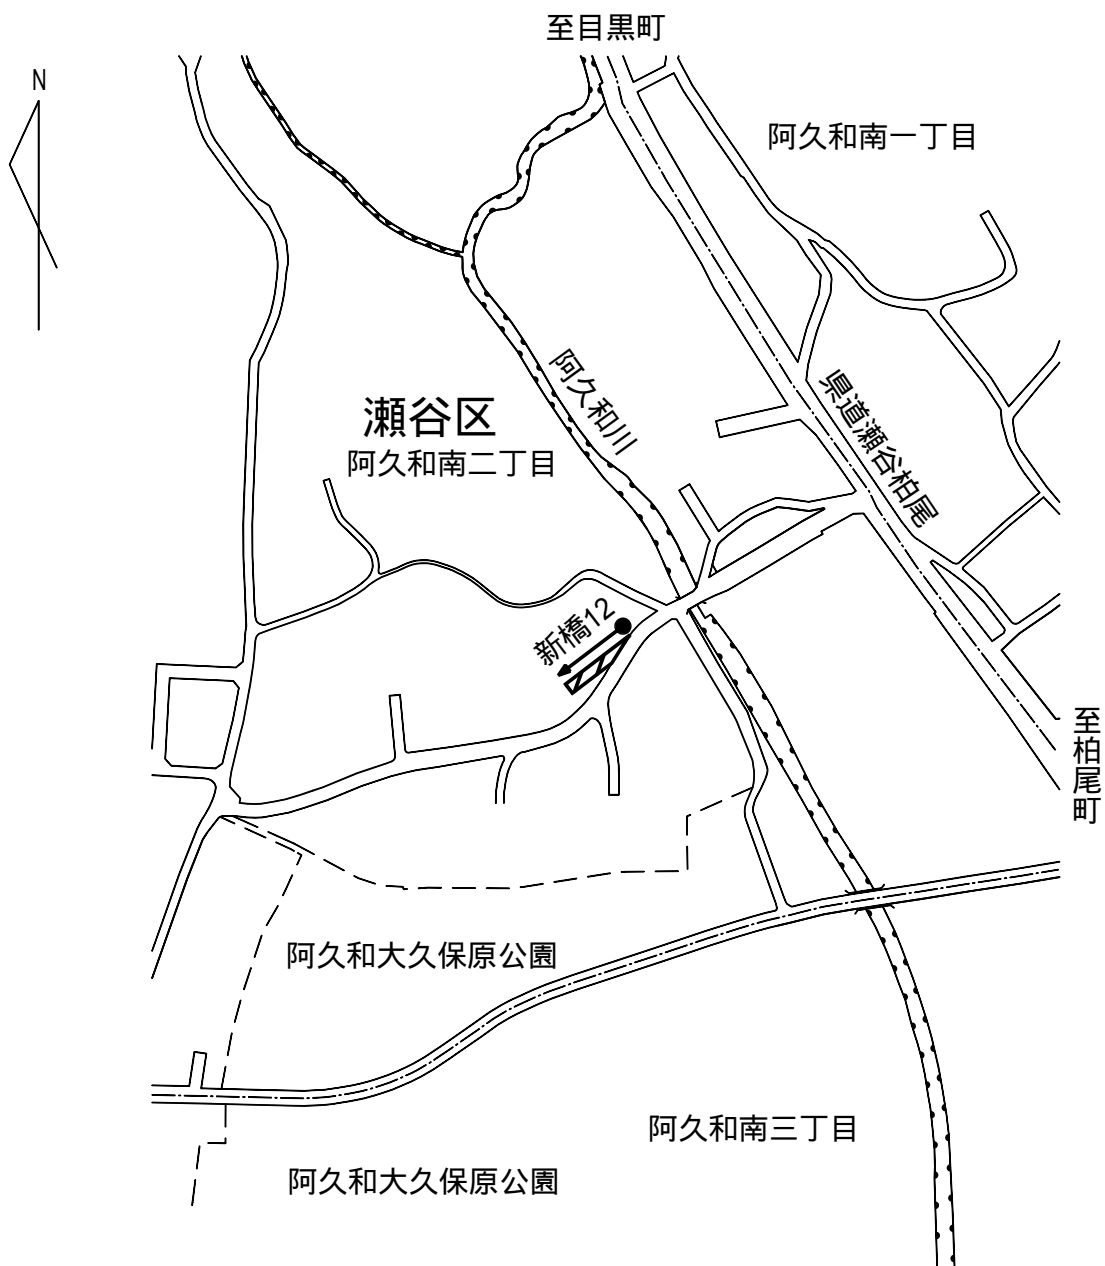 至目黒町
N
阿久和南一丁目
阿久和川
県道瀬谷柏尾
瀬谷区
阿久和南二丁目
新橋12
至柏尾町
阿久和大久保原公園
阿久和南三丁目
阿久和大久保原公園